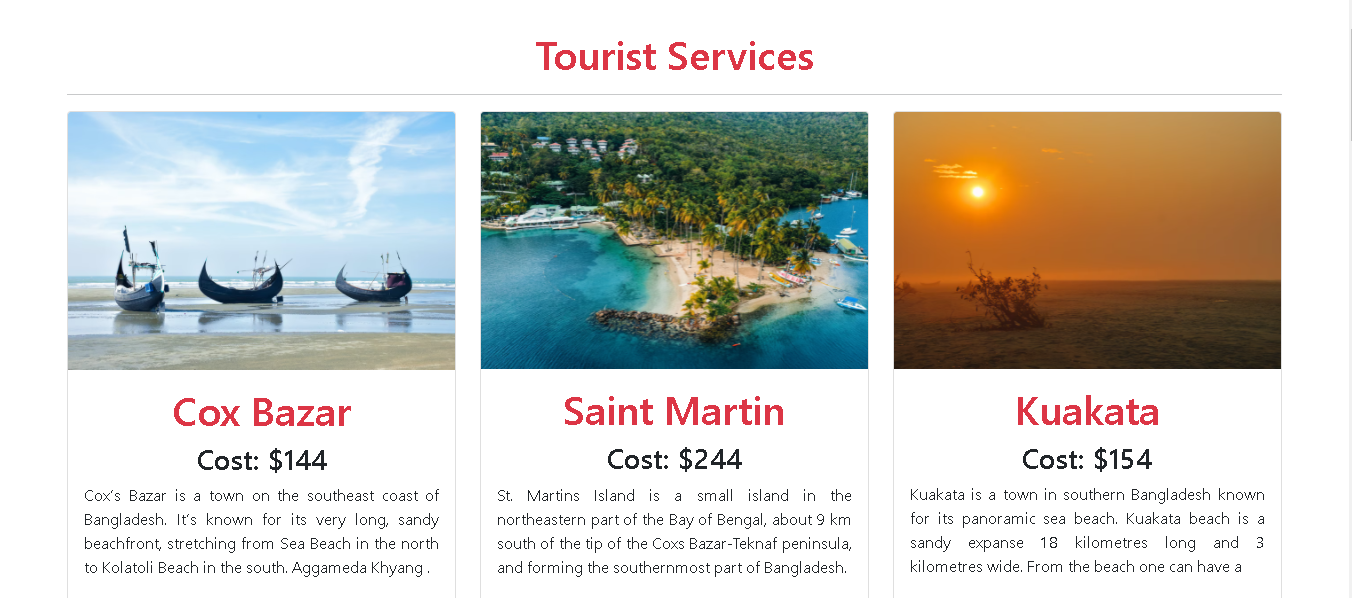 Tourist Services
Cox Bazar
Cost: $144
Cox’s Bazar is a town on the southeast coast of
Bangladesh. It’s known for its very long, sandy
beachfront, stretching from Sea Beach in the north
to Kolatoli Beach in the south. Aggameda Khyang .
Saint Martin
Cost: $244
St. Martins Island is a small island in the
northeastern part of the Bay of Bengal, about 9 km
south of the tip of the Coxs Bazar-Teknaf peninsula,
and forming the southernmost part of Bangladesh.
Kuakata
Cost: $154
Kuakata is a town in southern Bangladesh known
for its panoramic sea beach. Kuakata beach is a
sandy expanse 18 kilometres long and 3
kilometres wide. From the beach one can have a